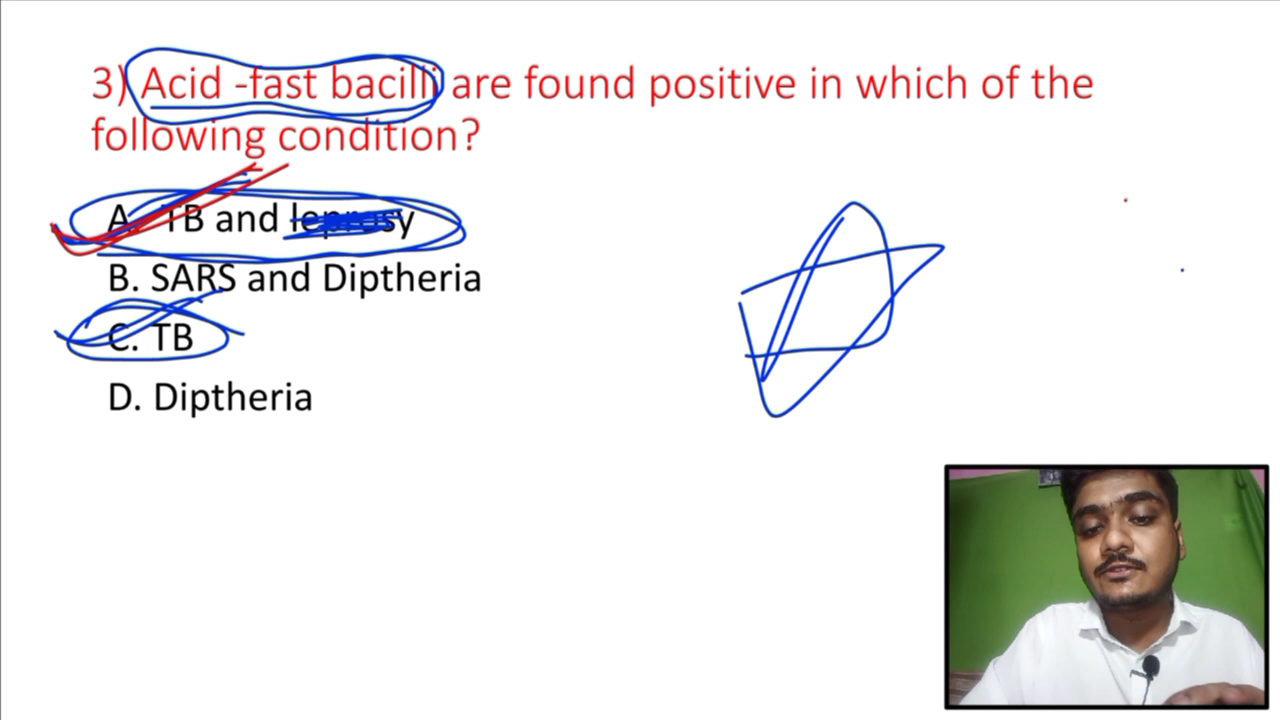 3) Acid -fast bacilli are found positive in which of the
following condition?
A. TB and leprosy
B. SARS and Diptheria
C. TB
D. Diptheria